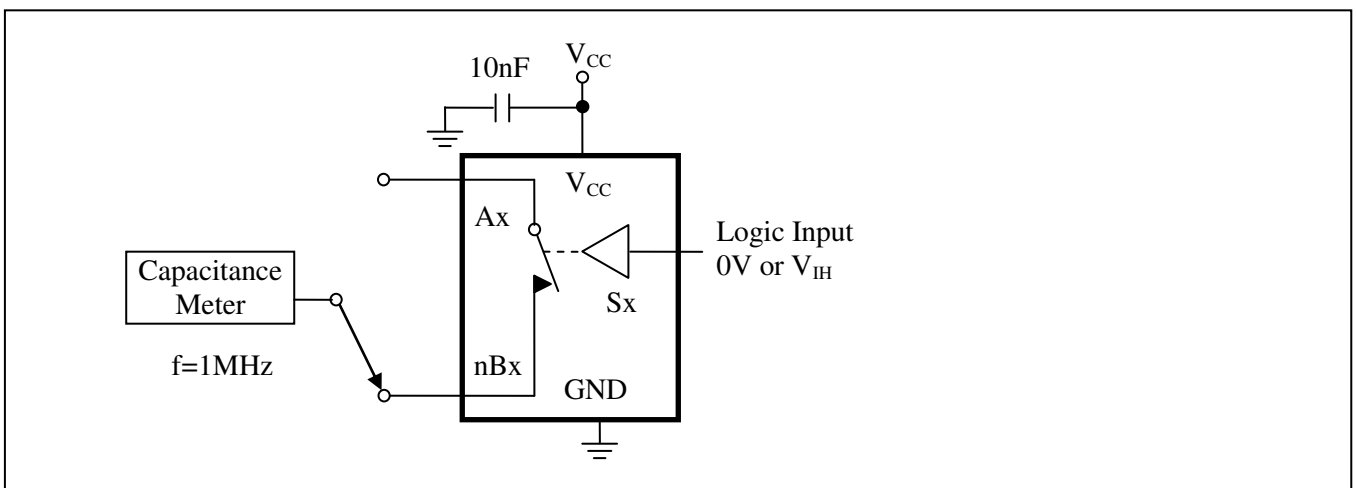 V_CC
10nF
V_CC
Ax
Logic Input
0V or V_IH
Capacitance
Meter
Sx
f=1MHz
nBx
GND